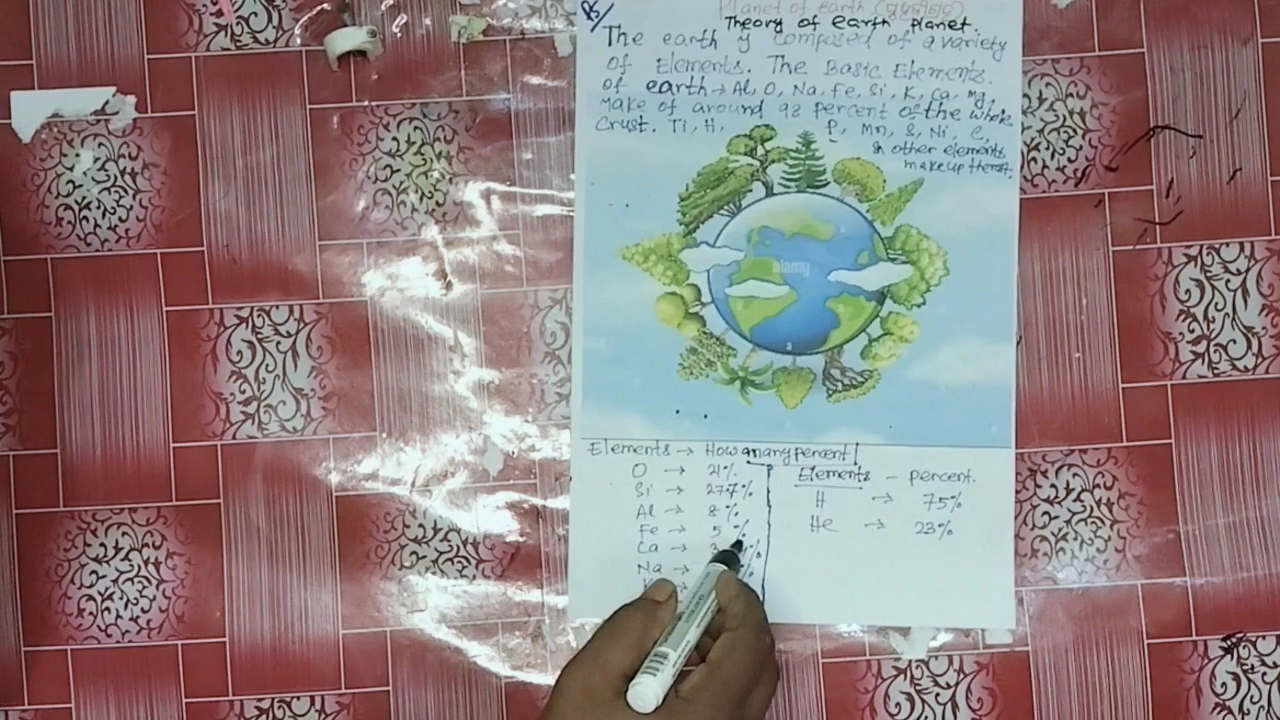 Planet of Earth (ପୃଥିବୀ
Theory of earth planet.
The earth y composed of a variety
of Elements. The Basic Elements.
of earth → Al, O, Na, Fe, Si, K, Ca, Mg,
Make of around 98 percent of the whole
Crust. Ti, H, P, Mn, S, Ni, C,
& other elements
make up the rest.
alamy
a
Elements → How many percent
O → 21%
Si → 27.7%
Al → 8%
Fe → 5%
Ca →
Na →
Elements - percent.
H → 75%
He → 23%